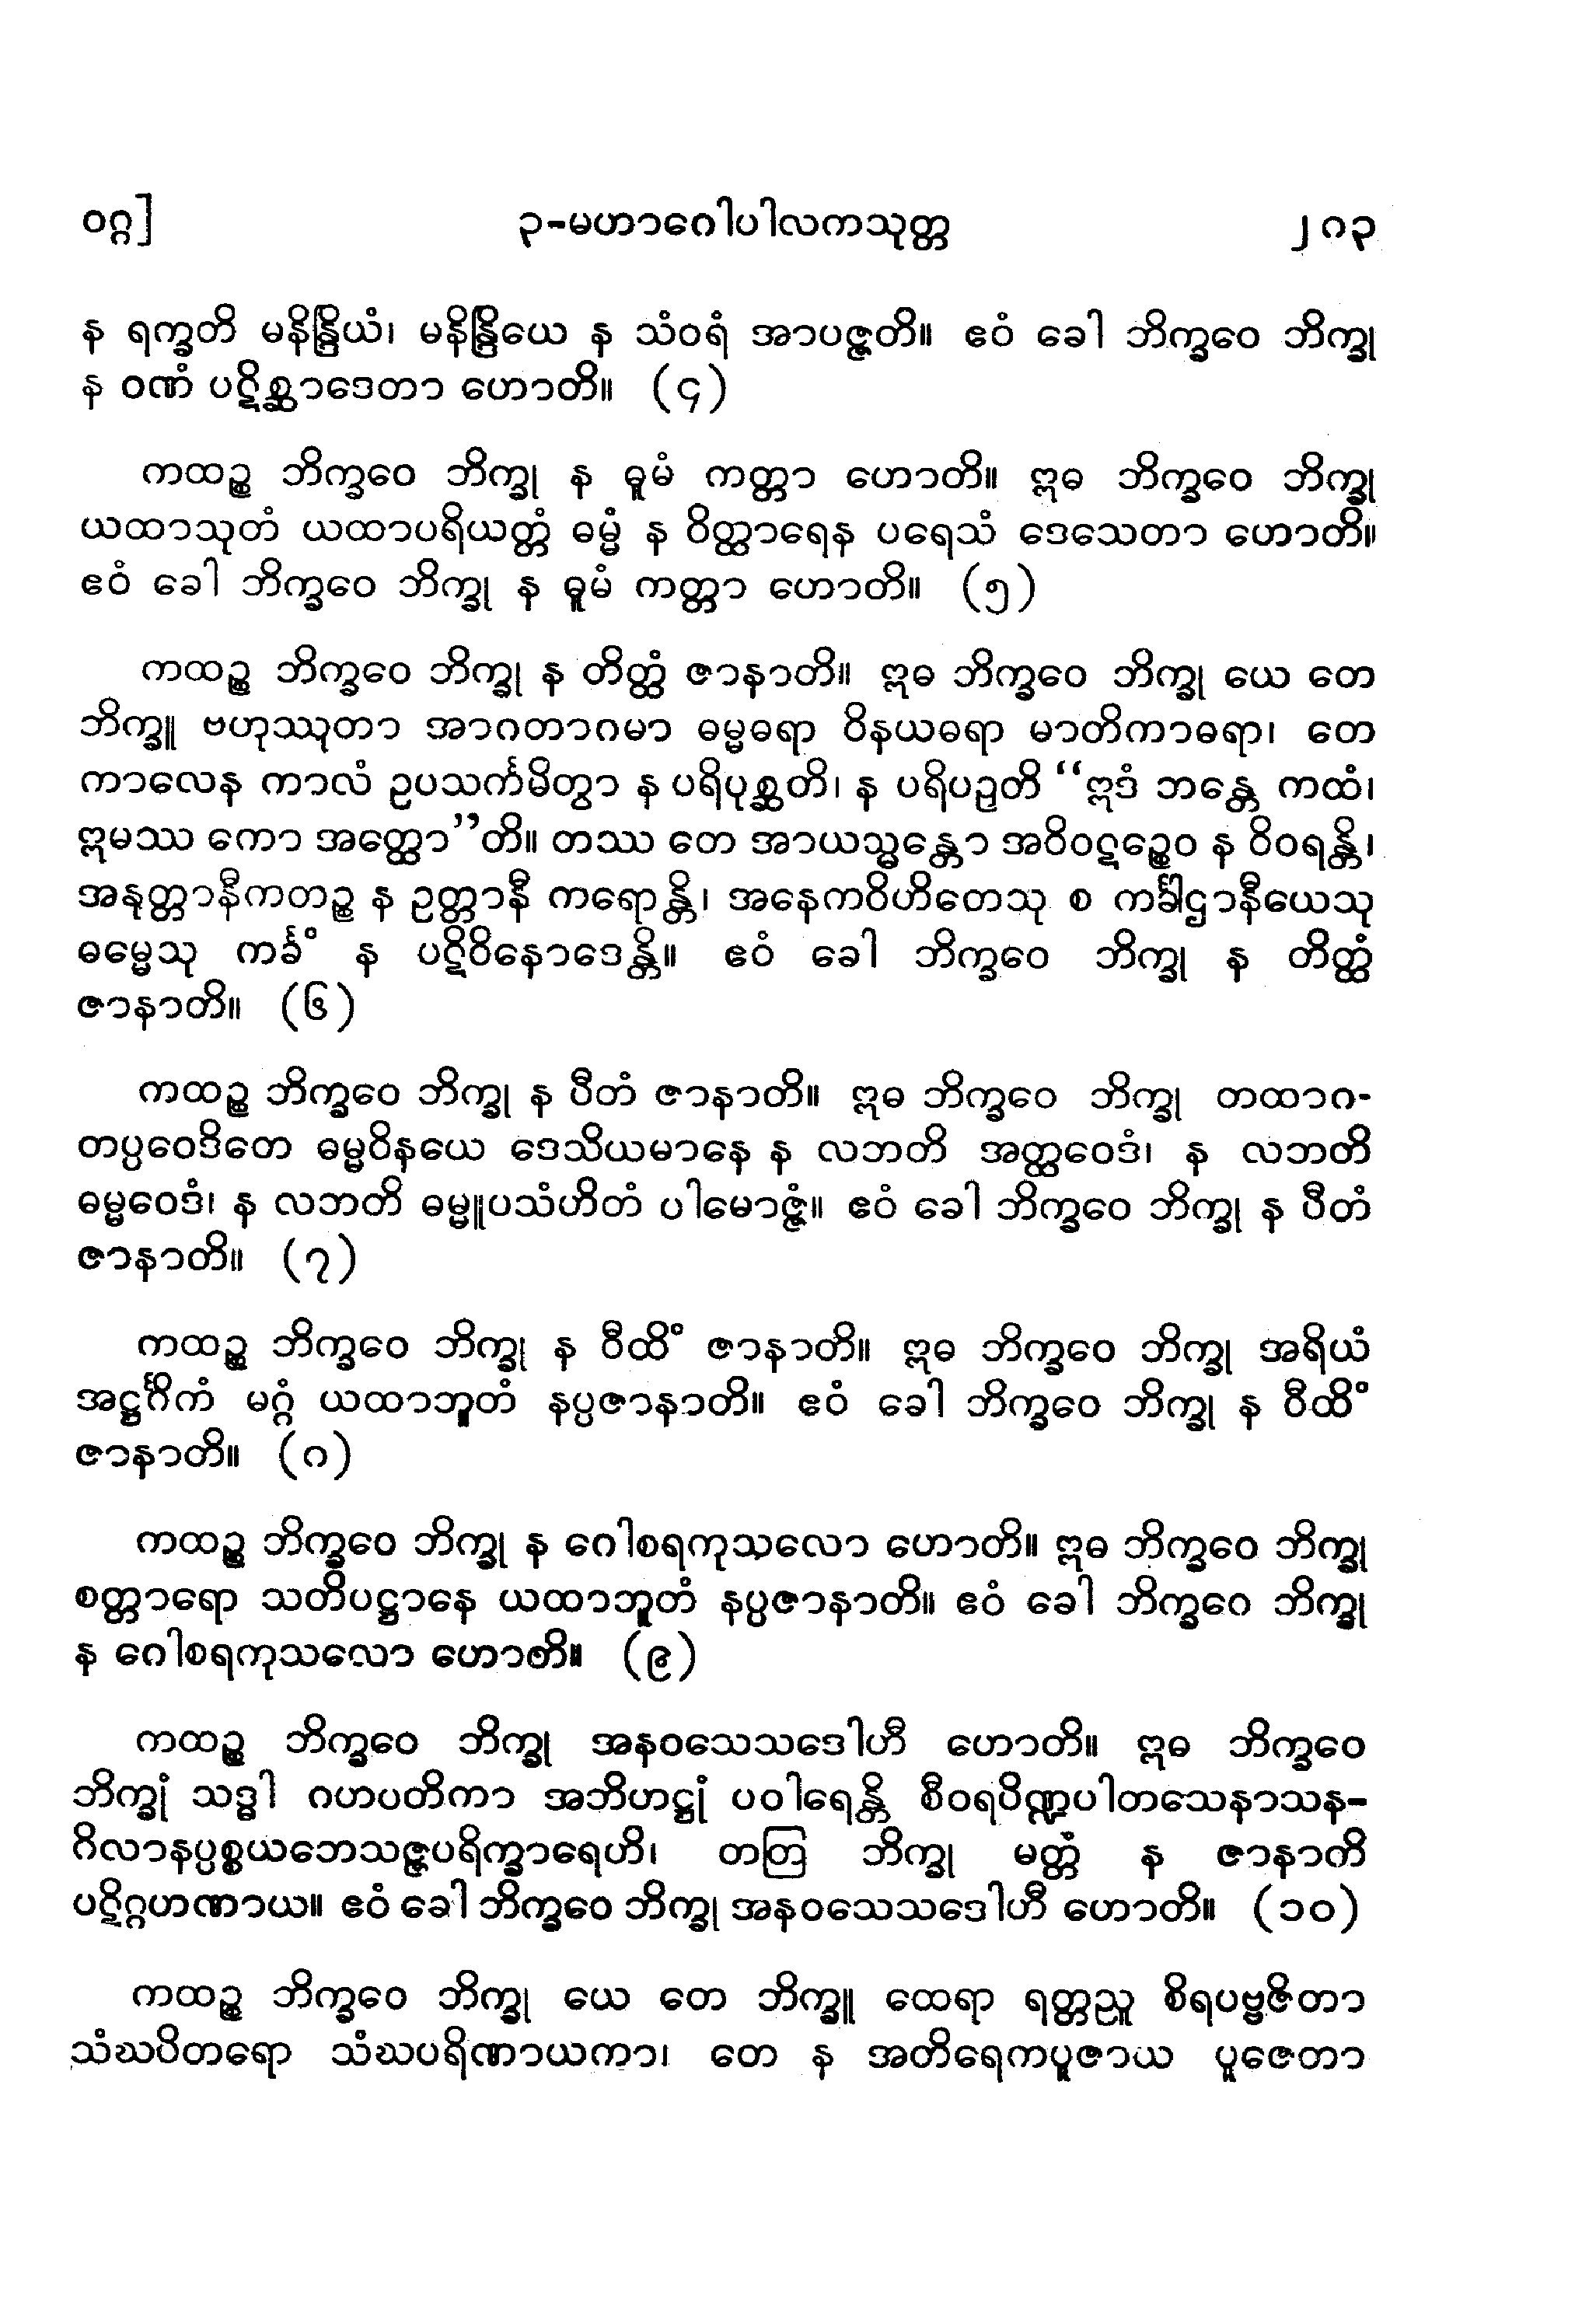 ဝဂ္ဂ] ၃-မဟာဂေါပါလကသုတ္တ ၂၈၃
န ရက္ခတိ မနိန္ဒြိယံ၊ မနိန္ဒြိယေ န သံဝရံ အာပဇ္ဇတိ။ ဧဝံ ခေါ ဘိက္ခဝေ ဘိက္ခု
န ဝဏံ ပဋိစ္ဆာဒေတာ ဟောတိ။ (၄)
ကထဉ္စ ဘိက္ခဝေ ဘိက္ခု န ဓူမံ ကတ္တာ ဟောတိ။ ဣဓ ဘိက္ခဝေ ဘိက္ခု
ယထာသုတံ ယထာပရိယတ္တံ ဓမ္မံ န ဝိတ္ထာရေန ပရေသံ ဒေသေတာ ဟောတိ။
ဧဝံ ခေါ ဘိက္ခဝေ ဘိက္ခု န ဓူမံ ကတ္တာ ဟောတိ။ (၅)
ကထဉ္စ ဘိက္ခဝေ ဘိက္ခု န တိတ္ထံ ဇာနာတိ။ ဣဓ ဘိက္ခဝေ ဘိက္ခု ယေ တေ
ဘိက္ခူ ဗဟုဿုတာ အာဂတာဂမာ ဓမ္မဓရာ ဝိနယဓရာ မာတိကာဓရာ၊ တေ
ကာလေန ကာလံ ဥပသင်္ကမိတွာ န ပရိပုစ္ဆတိ၊ န ပရိပဉှတိ “ဣဒံ ဘန္တေ ကထံ၊
ဣမဿ ကော အတ္ထော”တိ။ တဿ တေ အာယသ္မန္တော အဝိဝဋဉ္စေဝ န ဝိဝရန္တိ၊
အနုတ္တာနီကတဉ္စ န ဥတ္တာနီ ကရောန္တိ၊ အနေကဝိဟိတေသု စ ကင်္ခါဌာနီယေသု
ဓမ္မေသု ကင်္ခံ န ပဋိဝိနောဒေန္တိ။ ဧဝံ ခေါ ဘိက္ခဝေ ဘိက္ခု န တိတ္ထံ
ဇာနာတိ။ (၆)
ကထဉ္စ ဘိက္ခဝေ ဘိက္ခု န ပီတံ ဇာနာတိ။ ဣဓ ဘိက္ခဝေ ဘိက္ခု တထာဂ-
တပ္ပဝေဒိတေ ဓမ္မဝိနယေ ဒေသိယမာနေ န လဘတိ အတ္ထဝေဒံ၊ န လဘတိ
ဓမ္မဝေဒံ၊ န လဘတိ ဓမ္မူပသံဟိတံ ပါမောဇ္ဇံ။ ဧဝံ ခေါ ဘိက္ခဝေ ဘိက္ခု န ပီတံ
ဇာနာတိ။ (၇)
ကထဉ္စ ဘိက္ခဝေ ဘိက္ခု န ဝီထိံ ဇာနာတိ။ ဣဓ ဘိက္ခဝေ ဘိက္ခု အရိယံ
အဋ္ဌင်္ဂိကံ မဂ္ဂံ ယထာဘူတံ နပ္ပဇာနာတိ။ ဧဝံ ခေါ ဘိက္ခဝေ ဘိက္ခု န ဝီထိံ
ဇာနာတိ။ (၈)
ကထဉ္စ ဘိက္ခဝေ ဘိက္ခု န ဂေါစရကုသလော ဟောတိ။ ဣဓ ဘိက္ခဝေ ဘိက္ခု
စတ္တာရော သတိပဋ္ဌာနေ ယထာဘူတံ နပ္ပဇာနာတိ။ ဧဝံ ခေါ ဘိက္ခဝေ ဘိက္ခု
န ဂေါစရကုသလော ဟောတိ။ (၉)
ကထဉ္စ ဘိက္ခဝေ ဘိက္ခု အနဝသေသဒေါဟီ ဟောတိ။ ဣဓ ဘိက္ခဝေ
ဘိက္ခုံ သဒ္ဓါ ဂဟပတိကာ အဘိဟဋ္ဌုံ ပဝါရေန္တိ စီဝရပိဏ္ဍပါတသေနာသန-
ဂိလာနပ္ပစ္စယဘေသဇ္ဇပရိက္ခာရေဟိ၊ တတြ ဘိက္ခု မတ္တံ န ဇာနာတိ
ပဋိဂ္ဂဟဏာယ။ ဧဝံ ခေါ ဘိက္ခဝေ ဘိက္ခု အနဝသေသဒေါဟီ ဟောတိ။ (၁၀)
ကထဉ္စ ဘိက္ခဝေ ဘိက္ခု ယေ တေ ဘိက္ခူ ထေရာ ရတ္တညူ စိရပဗ္ဗဇိတာ
သံဃပိတရော သံဃပရိဏာယကာ၊ တေ န အတိရေကပူဇာယ ပူဇေတာ